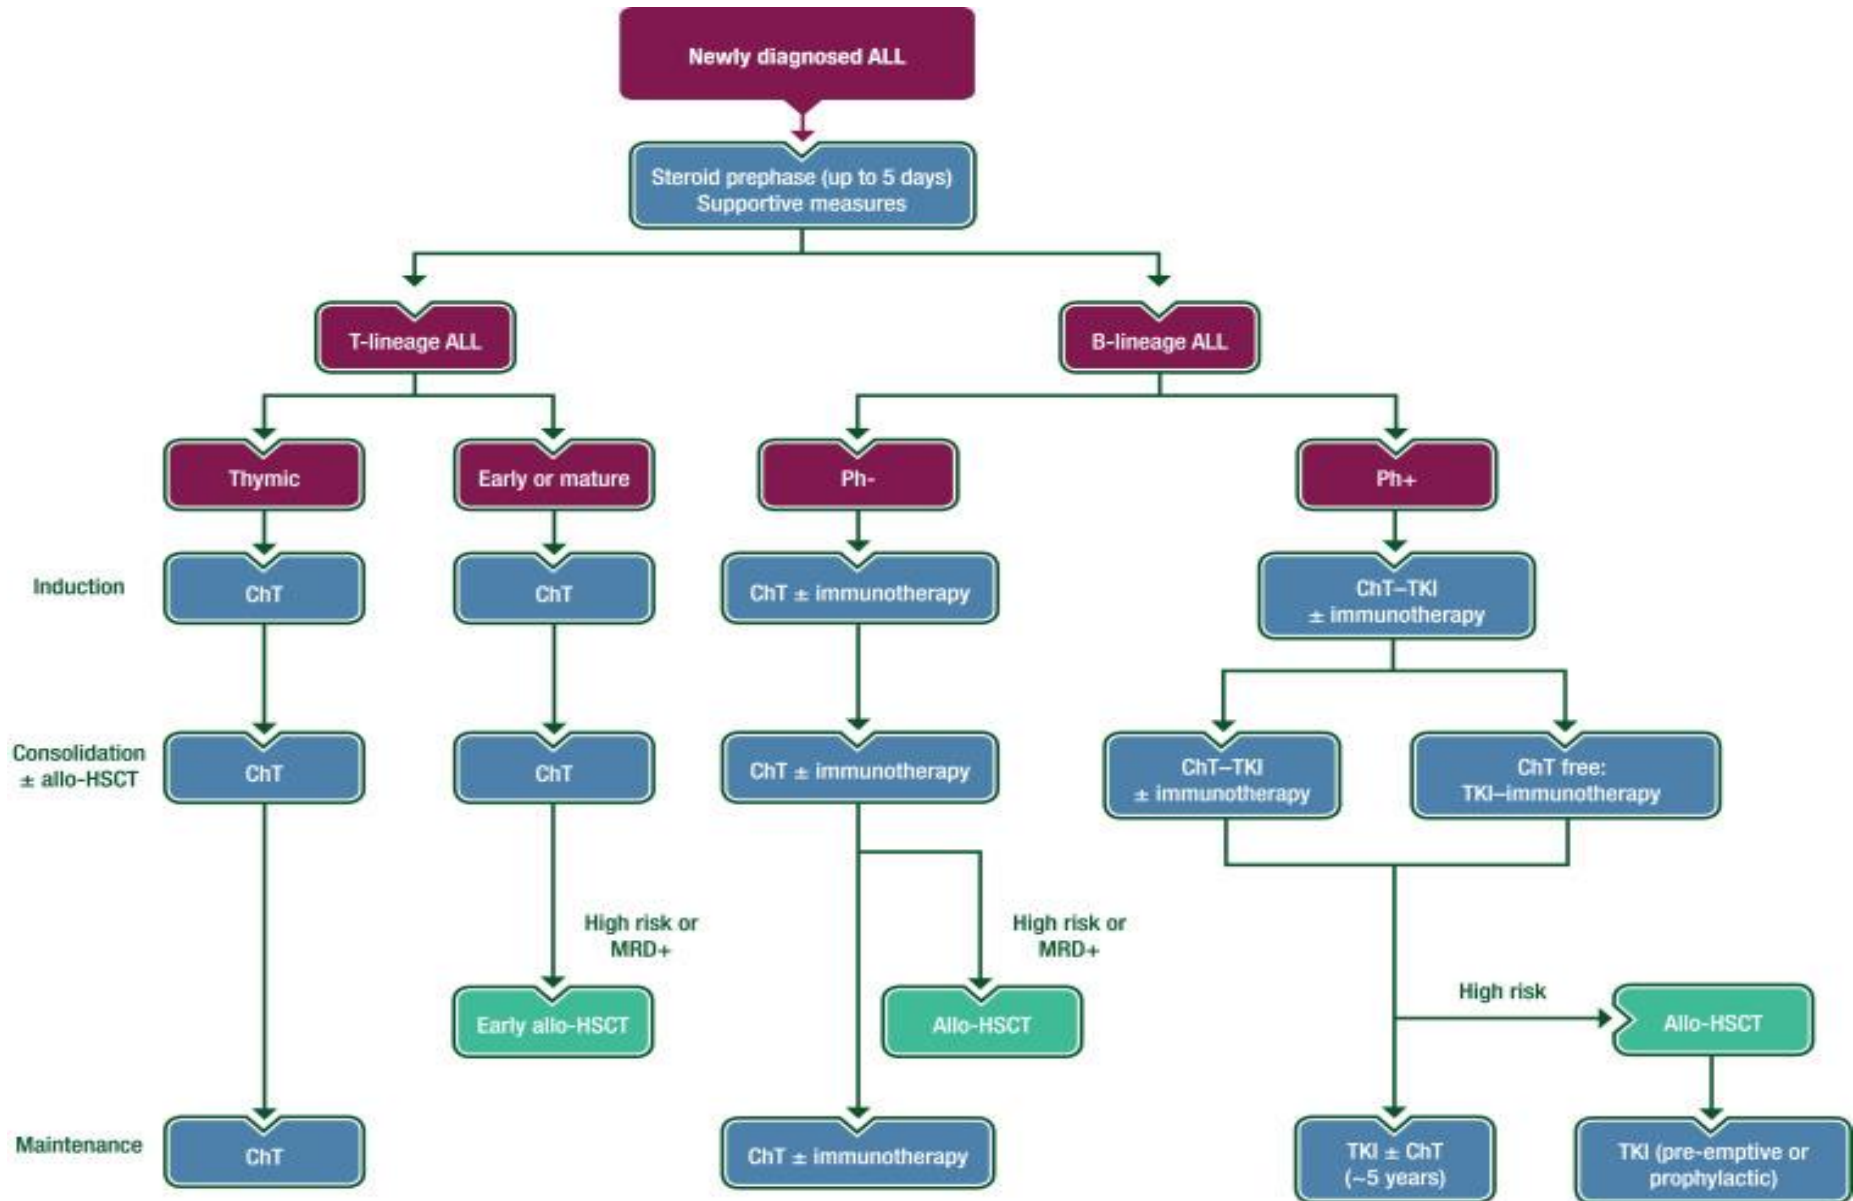 Newly diagnosed ALL
Steroid prephase (up to 5 days)
Supportive measures
T-lineage ALL
B-lineage ALL
Thymic
Early or mature
Ph-
Ph+
Induction
ChT
ChT
ChT ± immunotherapy
ChT–TKI
± immunotherapy
Consolidation
± allo-HSCT
ChT
ChT
ChT ± immunotherapy
ChT–TKI
± immunotherapy
ChT free:
TKI–immunotherapy
High risk or
MRD+
High risk or
MRD+
High risk
Early allo-HSCT
Allo-HSCT
Allo-HSCT
Maintenance
ChT
ChT ± immunotherapy
TKI ± ChT
(~5 years)
TKI (pre-emptive or
prophylactic)